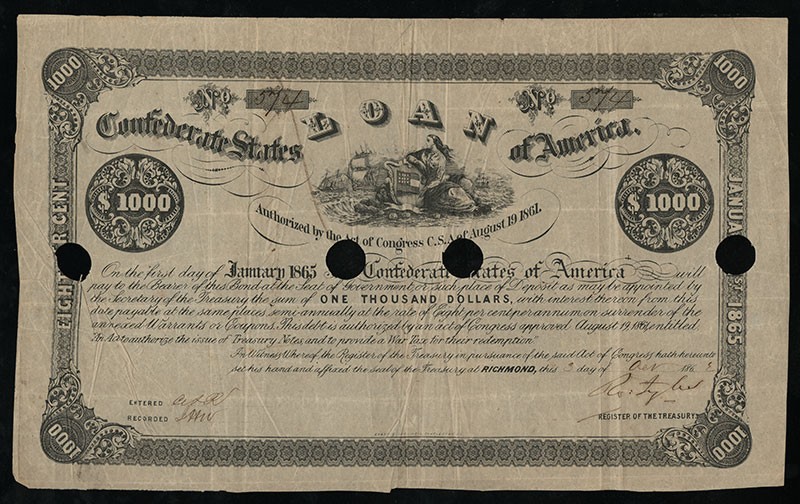 1000
1000
No 574
No 574
LOAN
Confederate States
of America.
$ 1000
$ 1000
Authorized by the Act of Congress C.S.A. of August 19 1861.
EIGHT PER CENT
JANUARY 1ST 1865
On the first day of January 1865 the Confederate States of America will
pay to the Bearer of this Bond at the Seat of Government or such place of Deposit as may be appointed by
the Secretary of the Treasury the sum of ONE THOUSAND DOLLARS, with interest thereon from this
date payable at the same places semi-annually at the rate of Eight per cent per annum on surrender of the
annexed Warrants or Coupons. This debt is authorized by an act of Congress approved August 19, 1861, entitled
"An Act to authorize the issue of Treasury Notes, and to provide a War Tax for their redemption"
In Witness Whereof, the Register of the Treasury in pursuance of the said Act of Congress hath hereunto
set his hand and affixed the seal of the Treasury at RICHMOND, this 3 day of 186
ENTERED
RECORDED
REGISTER OF THE TREASURY
1000
1000